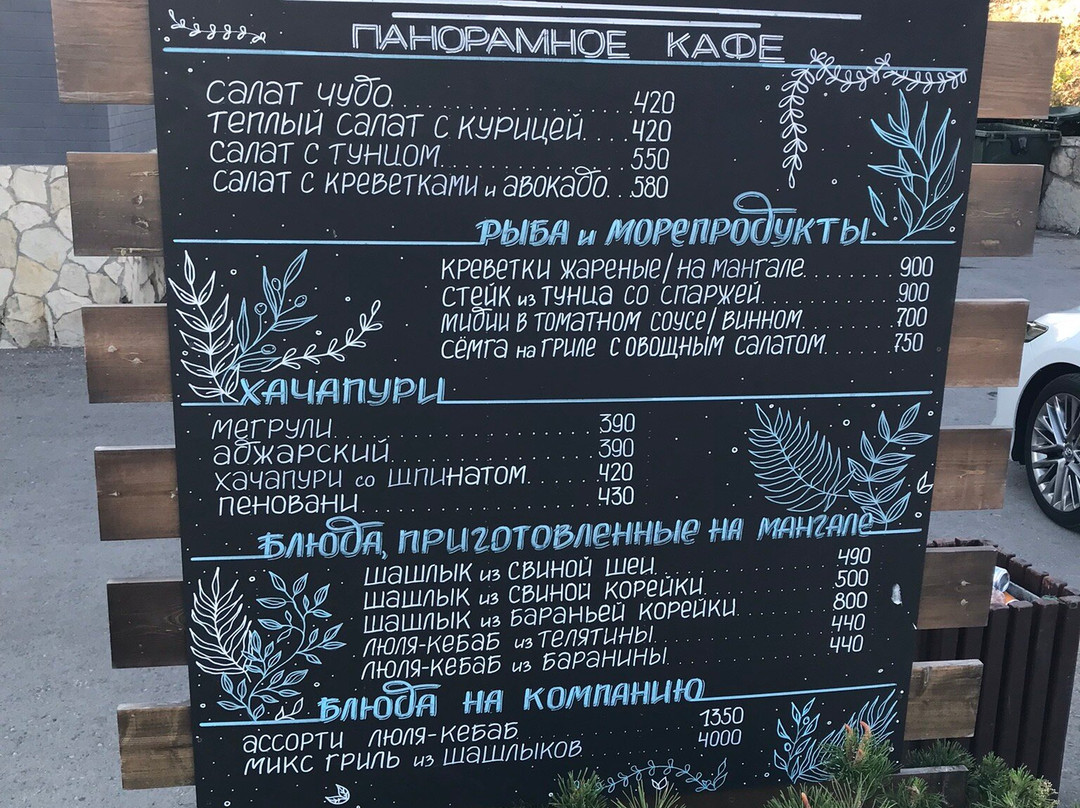 ПАНОРАМНОЕ КАФЕ
САЛАТ ЧУДО 420
ТЕПЛЫЙ САЛАТ С КУРИЦЕЙ 420
САЛАТ С ТУНЦОМ 550
САЛАТ С КРЕВЕТКАМИ и АВОКАДО 580
РЫБА и МОРЕПРОДУКТЫ
КРЕВЕТКИ ЖАРЕНЫЕ/НА МАНГАЛЕ 900
СТЕЙК из ТУНЦА СО СПАРЖЕЙ 900
МИДИИ В ТОМАТНОМ СОУСЕ/ВИННОМ 700
СЁМГА на ГРИЛЕ С ОВОЩНЫМ САЛАТОМ 750
ХАЧАПУРИ
МЕГРУЛИ 390
АДЖАРСКИЙ 390
ХАЧАПУРИ со ШПИНАТОМ 420
ПЕНОВАНИ 430
БЛЮДА, ПРИГОТОВЛЕННЫЕ НА МАНГАЛЕ
ШАШЛЫК из СВИНОЙ ШЕИ 490
ШАШЛЫК из СВИНОЙ КОРЕЙКИ 500
ШАШЛЫК из БАРАНЬЕЙ КОРЕЙКИ 800
ЛЮЛЯ-КЕБАБ из ТЕЛЯТИНЫ 440
ЛЮЛЯ-КЕБАБ из БАРАНИНЫ 440
БЛЮДА НА КОМПАНИЮ
АССОРТИ ЛЮЛЯ-КЕБАБ 1350
МИКС ГРИЛЬ из ШАШЛЫКОВ 4000